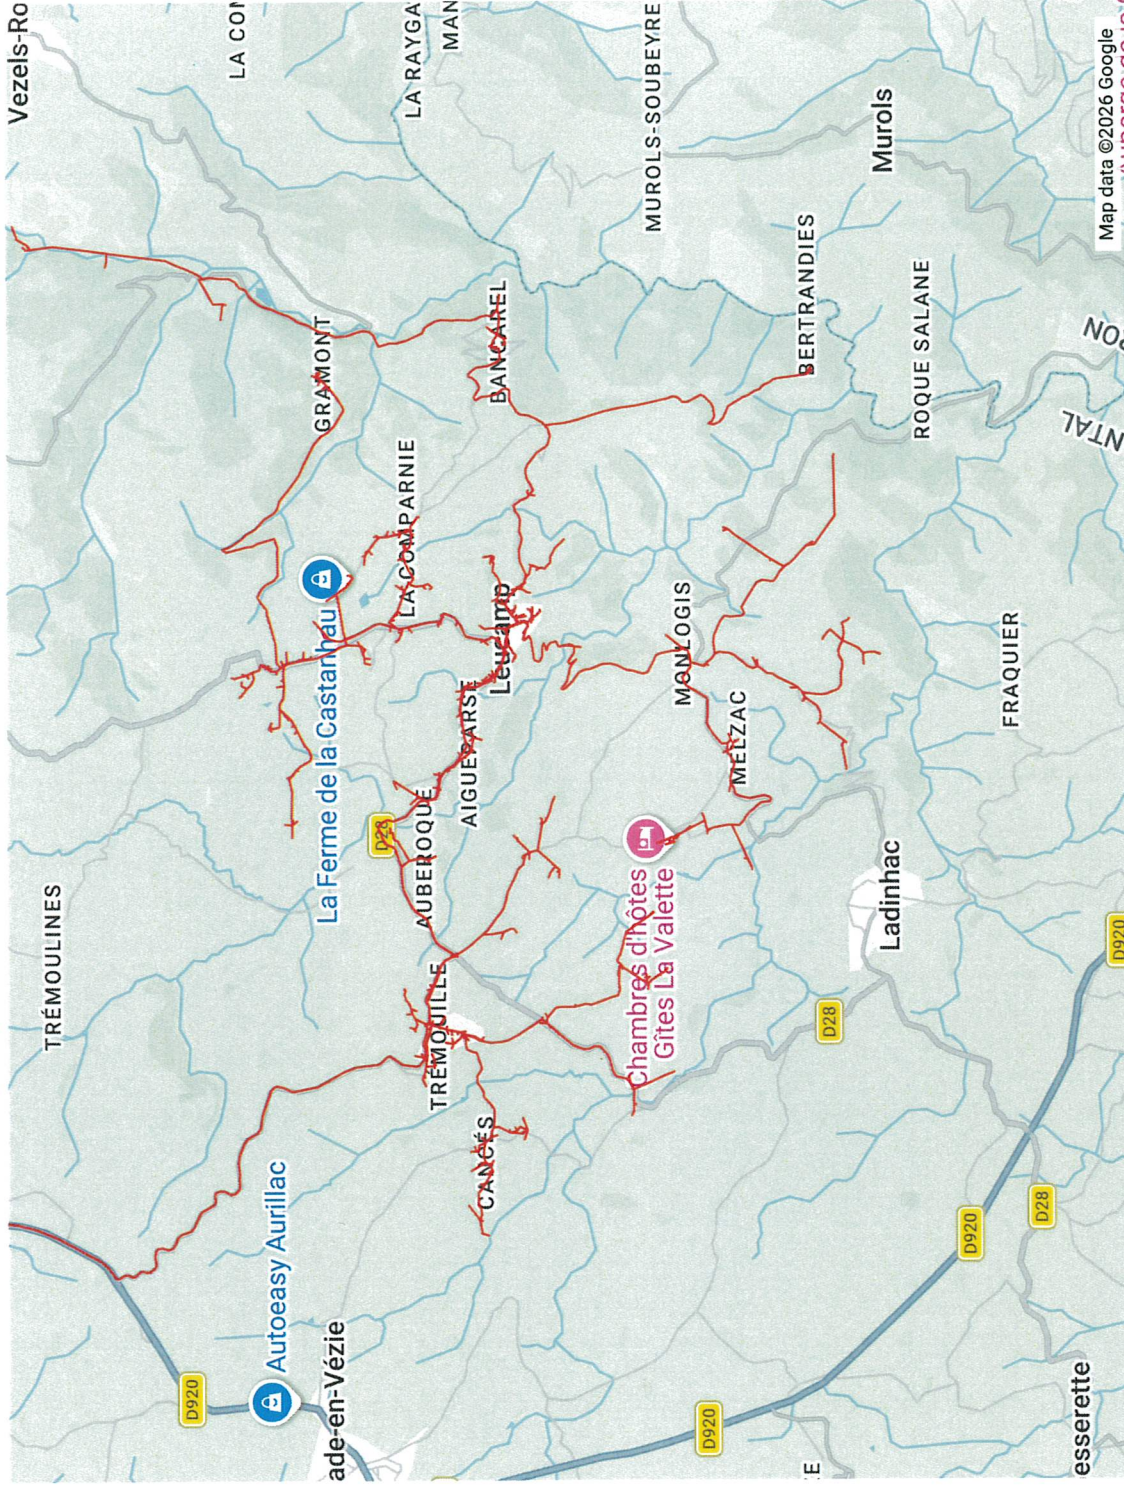 Vezels-Ro
TRÉMOULINES
D920
LA CON
Autoeasy Aurillac
GRAMONT
La Ferme de la Castanhau
ade-en-Vézie
D28
LA COMPARNIE
LA RAYGA
AUBEROQUE
TRÉMOUILLE
MAN
AIGUEPARSE
CANCÉS
BANCAREL
Leucamp
Chambres d'hôtes
Gîtes La Valette
MUROLS-SOUBEYRE
MONLOGIS
D920
MELZAC
BERTRANDIES
D28
Murols
Ladinhac
ROQUE SALANE
D920
FRAQUIER
D28
esserette
NTAL
Map data ©2026 Google
D920